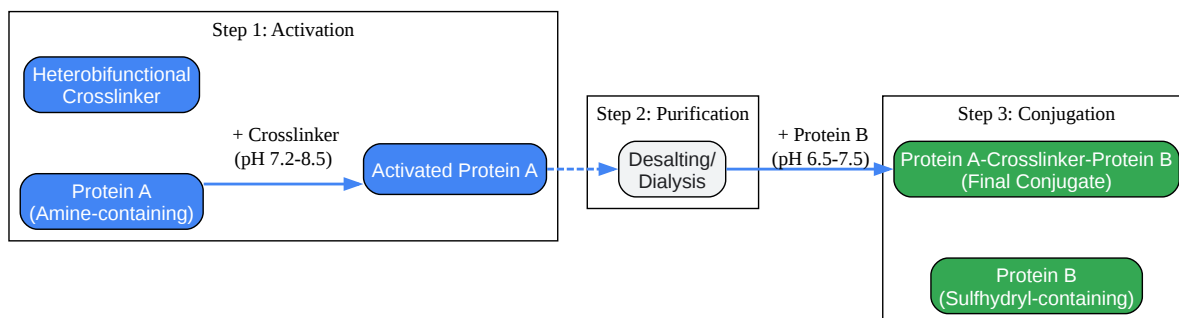 Step 1: Activation
Heterobifunctional
Crosslinker
Protein A
(Amine-containing)
+ Crosslinker
(pH 7.2-8.5)
Activated Protein A
Step 2: Purification
Desalting/
Dialysis
+ Protein B
(pH 6.5-7.5)
Step 3: Conjugation
Protein A-Crosslinker-Protein B
(Final Conjugate)
Protein B
(Sulfhydryl-containing)